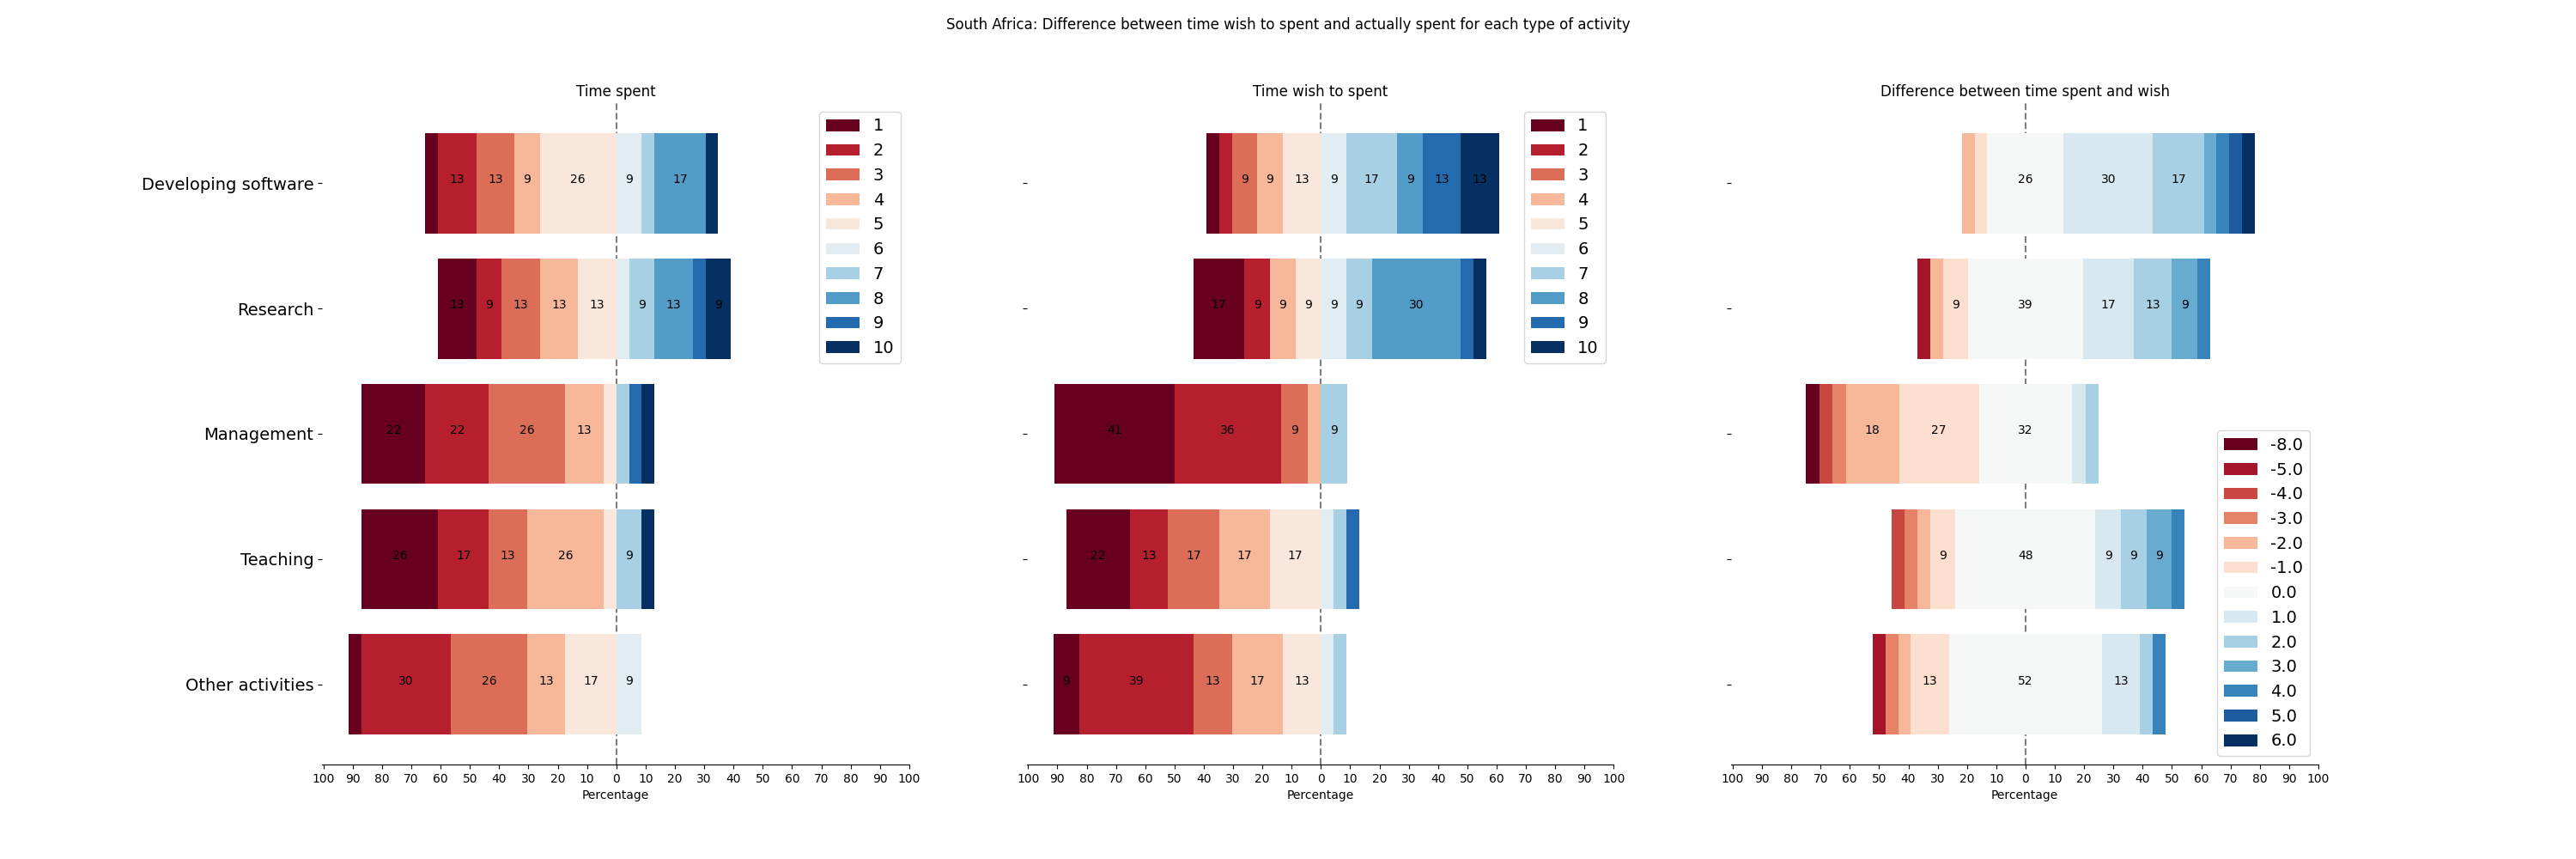 South Africa: Difference between time wish to spent and actually spent for each type of activity
Time spent
Developing software
13 13 9 26 9 17
Research
13 9 13 13 13 9 13 9
Management
22 22 26 13
Teaching
26 17 13 26 9
Other activities
30 26 13 17 9
100 90 80 70 60 50 40 30 20 10 0 10 20 30 40 50 60 70 80 90 100
Percentage
1
2
3
4
5
6
7
8
9
10
Time wish to spent
9 9 13 9 17 9 13 13
17 9 9 9 9 9 30
41 36 9 9
22 13 17 17 17
9 39 13 17 13
100 90 80 70 60 50 40 30 20 10 0 10 20 30 40 50 60 70 80 90 100
Percentage
1
2
3
4
5
6
7
8
9
10
Difference between time spent and wish
26 30 17
9 39 17 13 9
18 27 32
9 48 9 9 9
13 52 13
100 90 80 70 60 50 40 30 20 10 0 10 20 30 40 50 60 70 80 90 100
Percentage
-8.0
-5.0
-4.0
-3.0
-2.0
-1.0
0.0
1.0
2.0
3.0
4.0
5.0
6.0